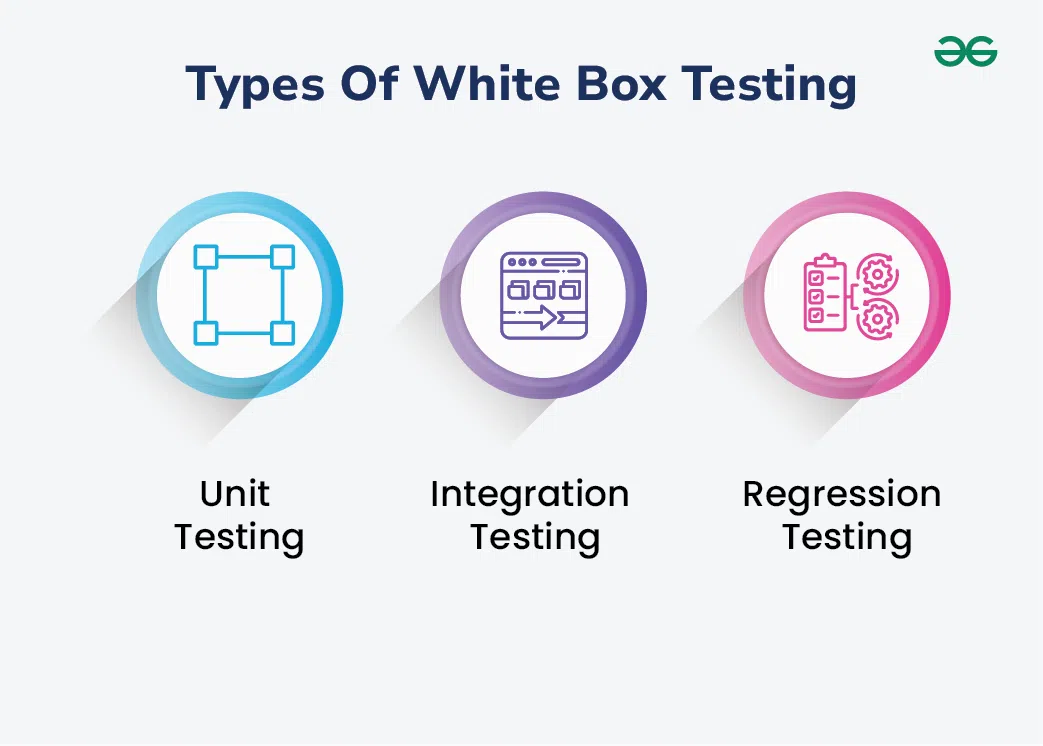 Types Of White Box Testing
Unit
Testing
Integration
Testing
Regression
Testing